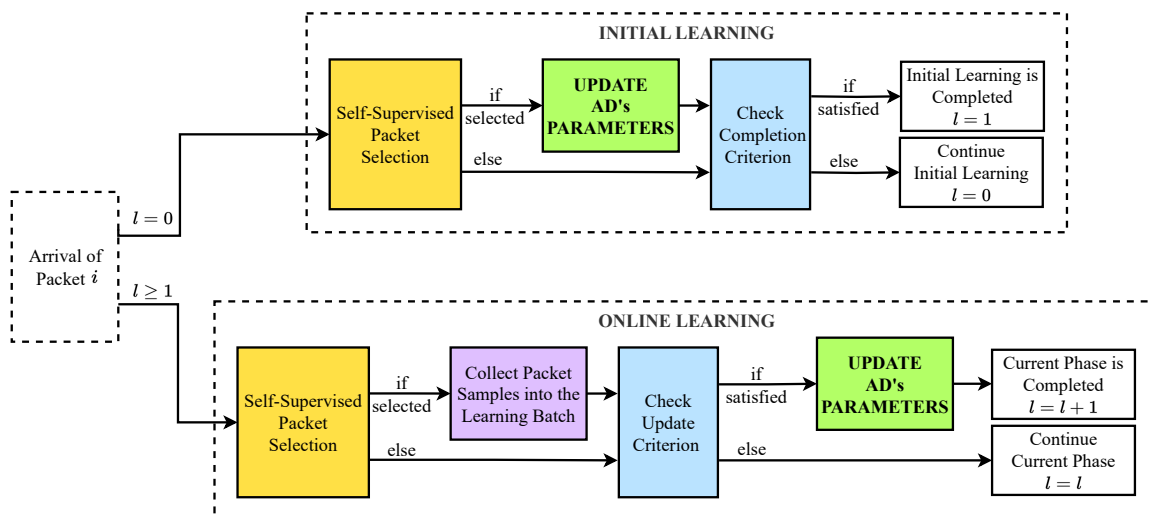 INITIAL LEARNING
Self-Supervised
Packet
Selection
if
selected
else
UPDATE
AD's
PARAMETERS
Check
Completion
Criterion
if
satisfied
else
Initial Learning is
Completed
l = 1
Continue
Initial Learning
l = 0
Arrival of
Packet i
l = 0
l ≥ 1
ONLINE LEARNING
Self-Supervised
Packet
Selection
if
selected
else
Collect Packet
Samples into the
Learning Batch
Check
Update
Criterion
if
satisfied
else
UPDATE
AD's
PARAMETERS
Current Phase is
Completed
l = l + 1
Continue
Current Phase
l = l